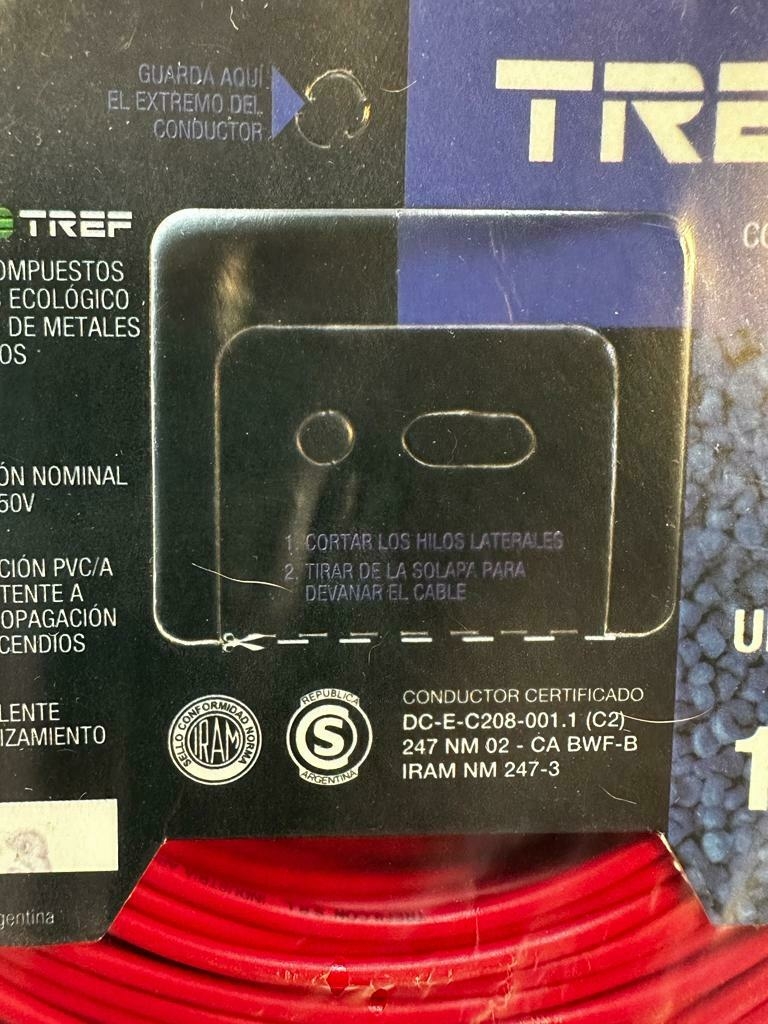 GUARDA AQUÍ
EL EXTREMO DEL
CONDUCTOR
TRE
TREF
OMPUESTOS
ECOLÓGICO
DE METALES
OS
ÓN NOMINAL
50V
CIÓN PVC/A
TENTE A
OPAGACIÓN
CENDÍOS
LENTE
IZAMIENTO
gentina
CO
1. CORTAR LOS HILOS LATERALES
2. TIRAR DE LA SOLAPA PARA
DEVANAR EL CABLE
SELLO CONFORMIDAD NORMA
IRAM
REPUBLICA
S
ARGENTINA
CONDUCTOR CERTIFICADO
DC-E-C208-001.1 (C2)
247 NM 02 - CA BWF-B
IRAM NM 247-3
U
1